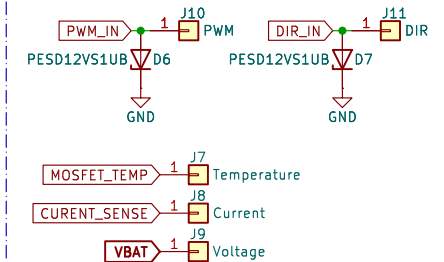 J10
PWM_IN 1 PWM
PESD12VS1UB D6
GND
J11
DIR_IN 1 DIR
PESD12VS1UB D7
GND
J7
MOSFET_TEMP 1 Temperature
J8
CURENT_SENSE 1 Current
J9
VBAT 1 Voltage